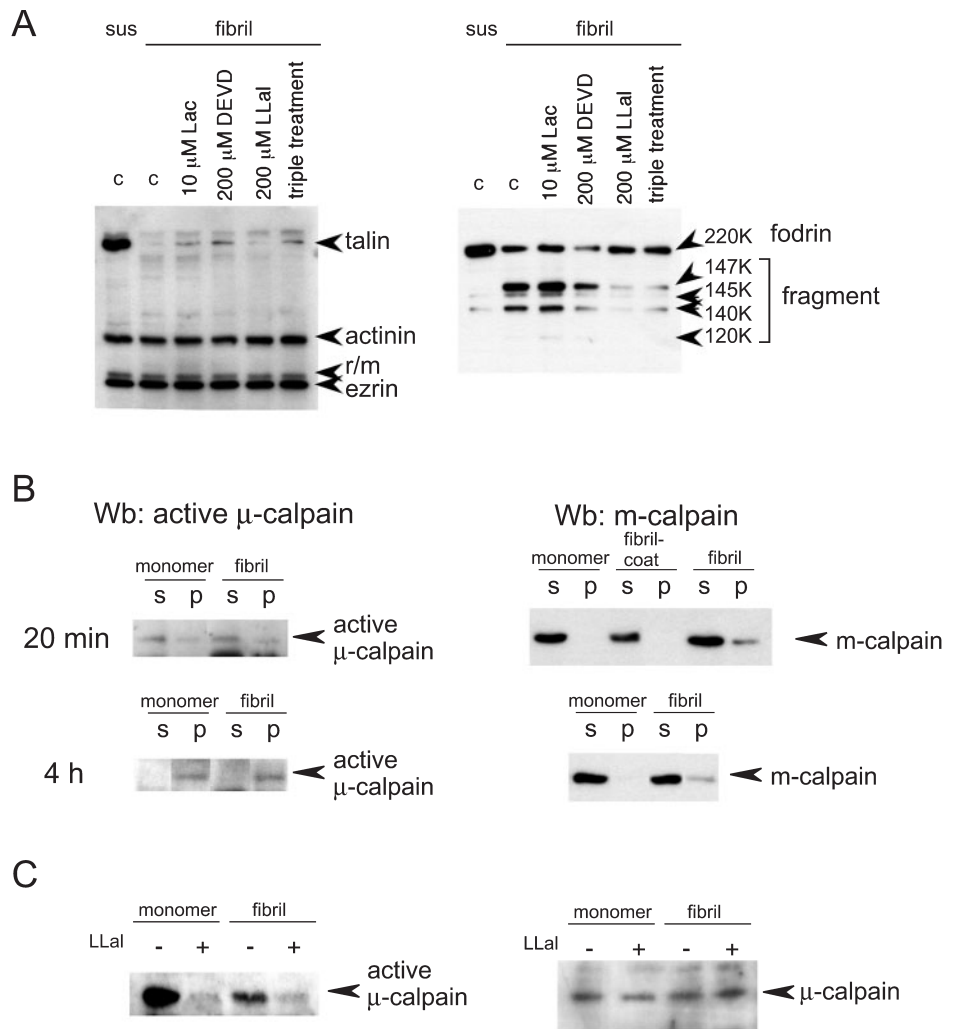 A
sus fibril
c c 10 μM Lac 200 μM DEVD 200 μM LLal triple treatment
talin
actinin
r/m
ezrin
sus fibril
c c 10 μM Lac 200 μM DEVD 200 μM LLal triple treatment
220K fodrin
147K
145K
140K
120K
fragment
B
Wb: active μ-calpain
monomer fibril
s p s p
20 min
active
μ-calpain
monomer fibril
s p s p
4 h
active
μ-calpain
Wb: m-calpain
monomer fibril-
coat fibril
s p s p s p
m-calpain
monomer fibril
s p s p
m-calpain
C
monomer fibril
LLal - + - +
active
μ-calpain
monomer fibril
LLal - + - +
μ-calpain